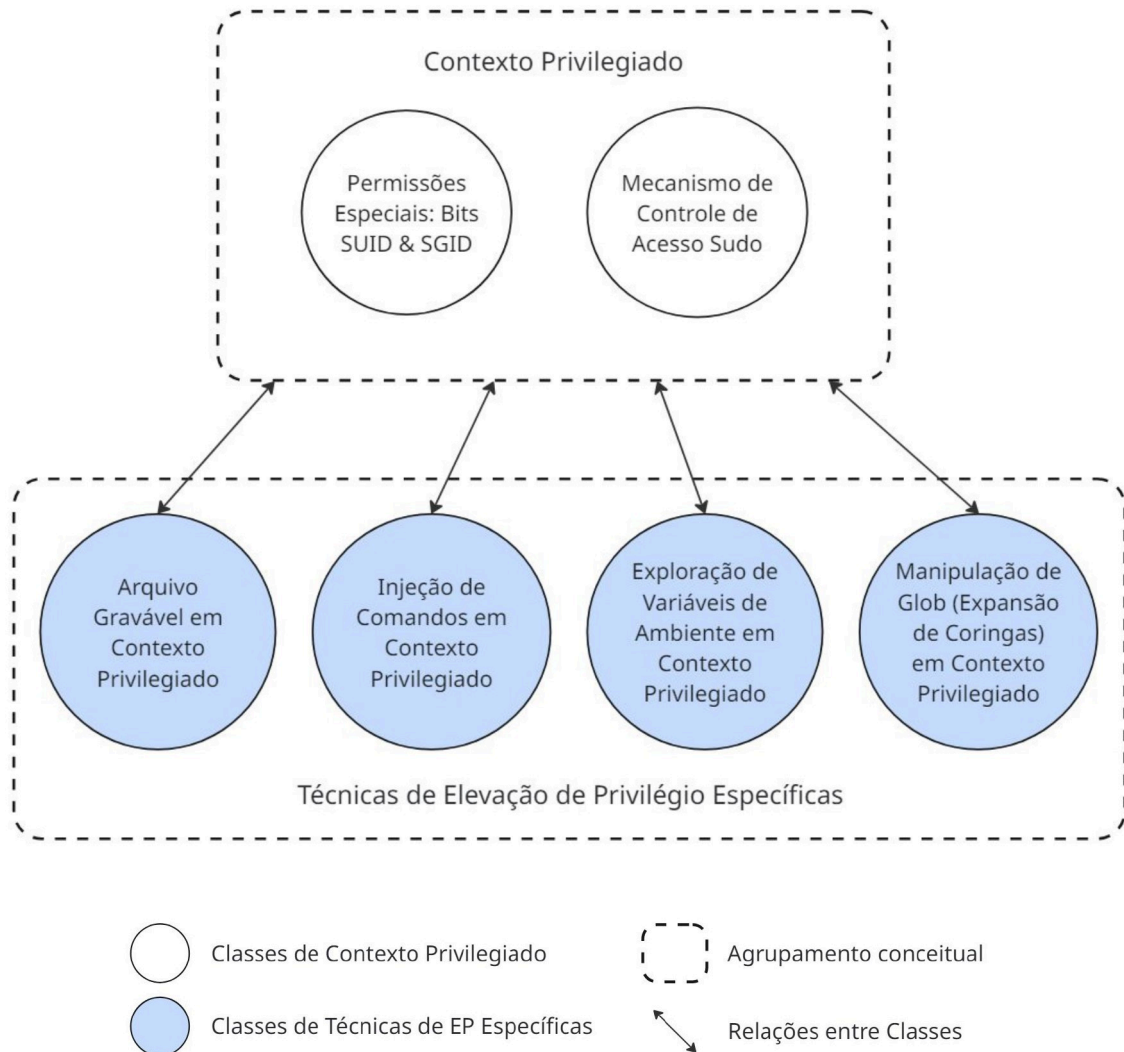 Contexto Privilegiado
Permissões
Especiais: Bits
SUID & SGID
Mecanismo de
Controle de
Acesso Sudo
Arquivo
Gravável em
Contexto
Privilegiado
Injeção de
Comandos em
Contexto
Privilegiado
Exploração de
Variáveis de
Ambiente em
Contexto
Privilegiado
Manipulação de
Glob (Expansão
de Coringas)
em Contexto
Privilegiado
Técnicas de Elevação de Privilégio Específicas
Classes de Contexto Privilegiado
Agrupamento conceitual
Classes de Técnicas de EP Específicas
Relações entre Classes